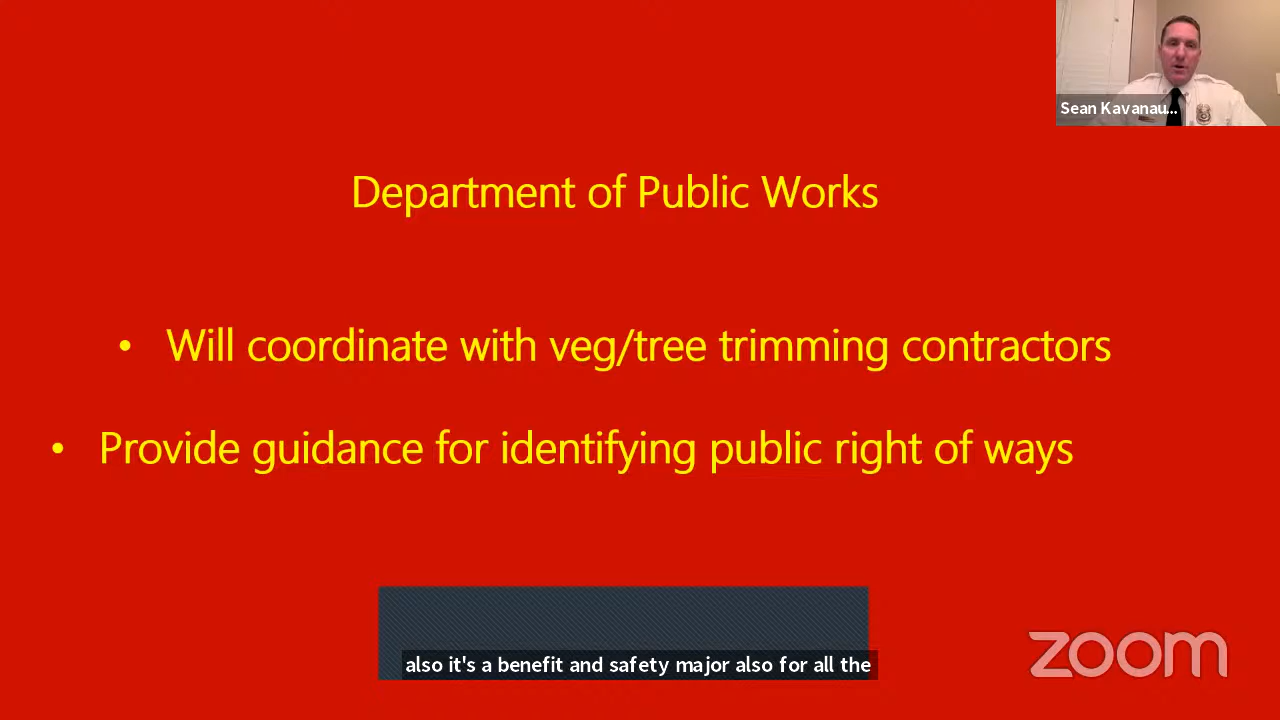 Sean Kavanau...
Department of Public Works
• Will coordinate with veg/tree trimming contractors
• Provide guidance for identifying public right of ways
also it's a benefit and safety major also for all the
zoom